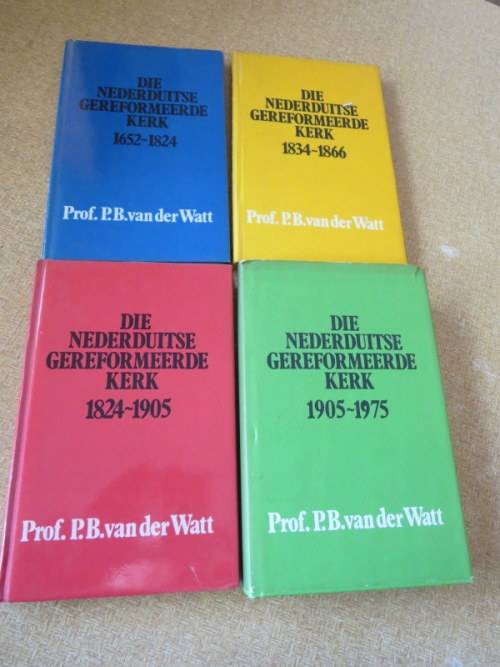 DIE
NEDERDUITSE
GEREFORMEERDE
KERK
1652~1824
Prof. P.B.van der Watt
DIE
NEDERDUITSE
GEREFORMEERDE
KERK
1834~1866
Prof. P.B.van der Watt
DIE
NEDERDUITSE
GEREFORMEERDE
KERK
1824~1905
Prof. P.B.van der Watt
DIE
NEDERDUITSE
GEREFORMEERDE
KERK
1905~1975
Prof. P.B.van der Watt